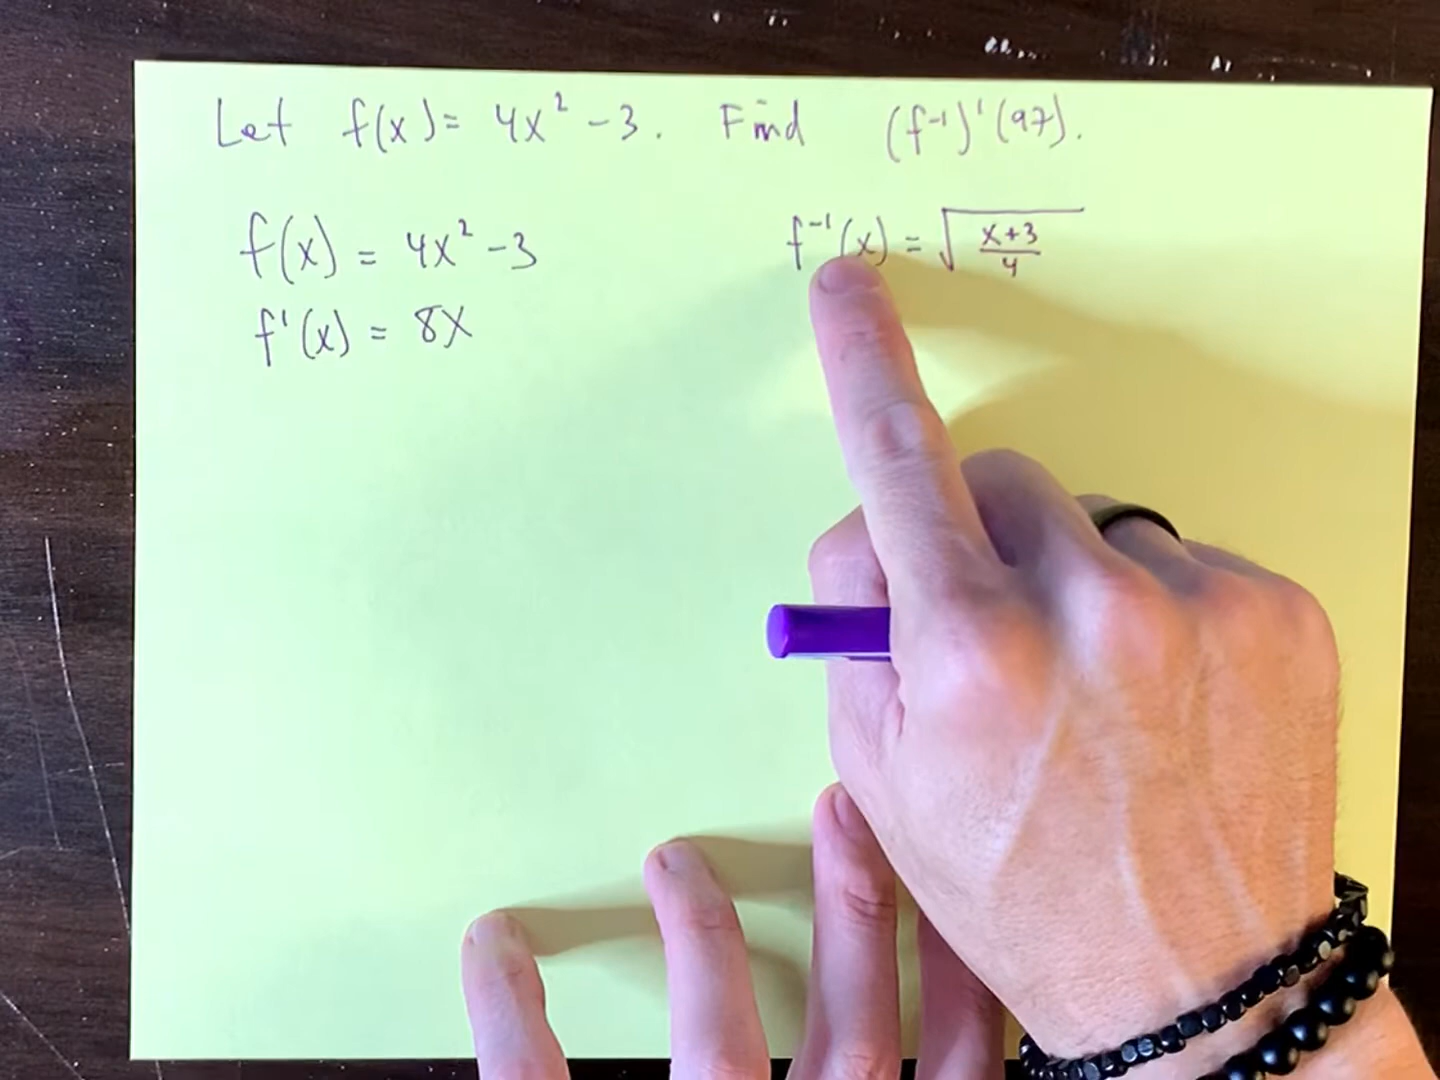 Let f(x) = 4x² - 3. Find (f⁻¹)'(97).
f(x) = 4x² - 3
f⁻¹(x) = √((x+3)/4)
f'(x) = 8x